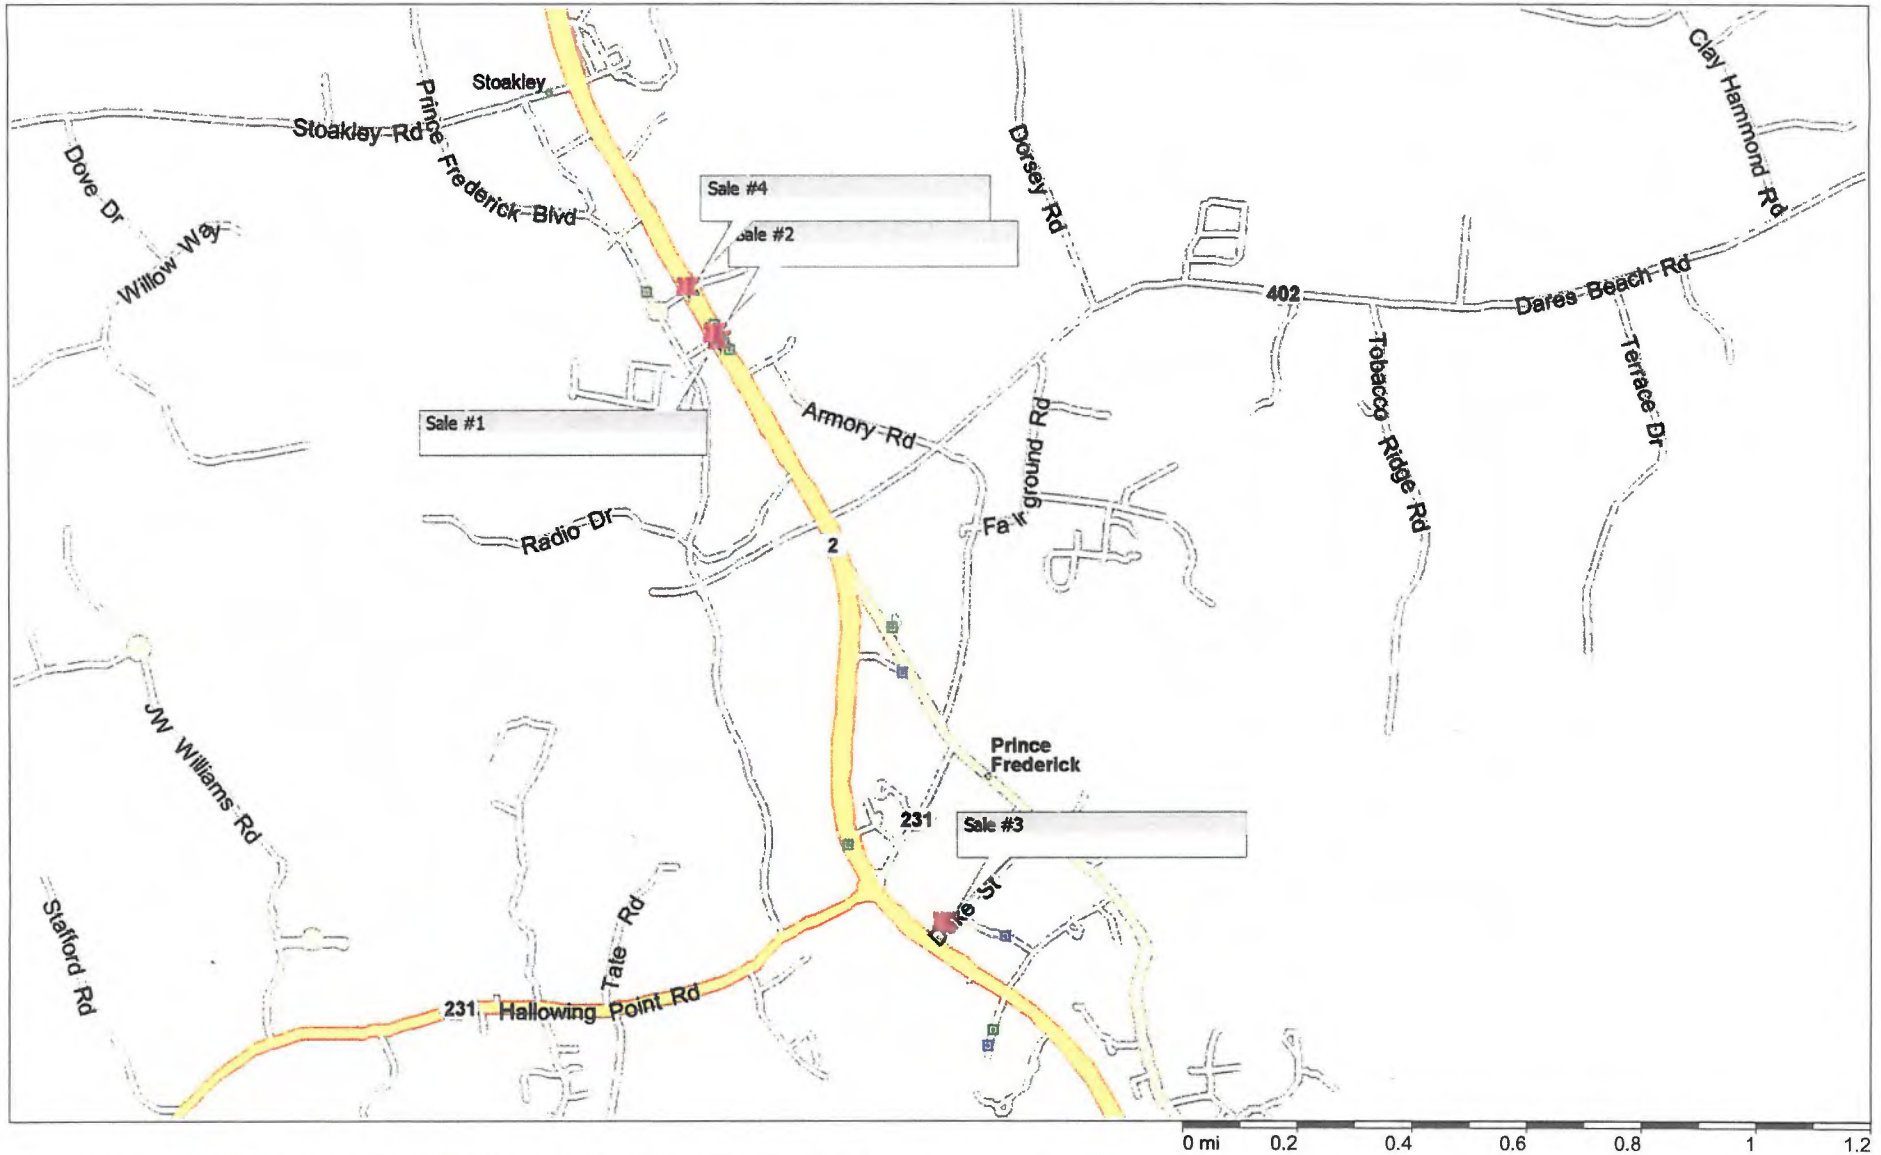 Clay Hammond Rd
Stoakley
Prince Frederick Blvd
Stoakley Rd
Dorsey Rd
Dove Dr
Sale #4
Sale #2
Willow Way
402
Dares Beach Rd
Tobacco Ridge Rd
Terrace Dr
Sale #1
Armory Rd
Fairground Rd
Radio Dr
2
JW Williams Rd
Prince
Frederick
231
Sale #3
Stafford Rd
Tate Rd
231
Hallowing Point Rd
0 mi 0.2 0.4 0.6 0.8 1 1.2